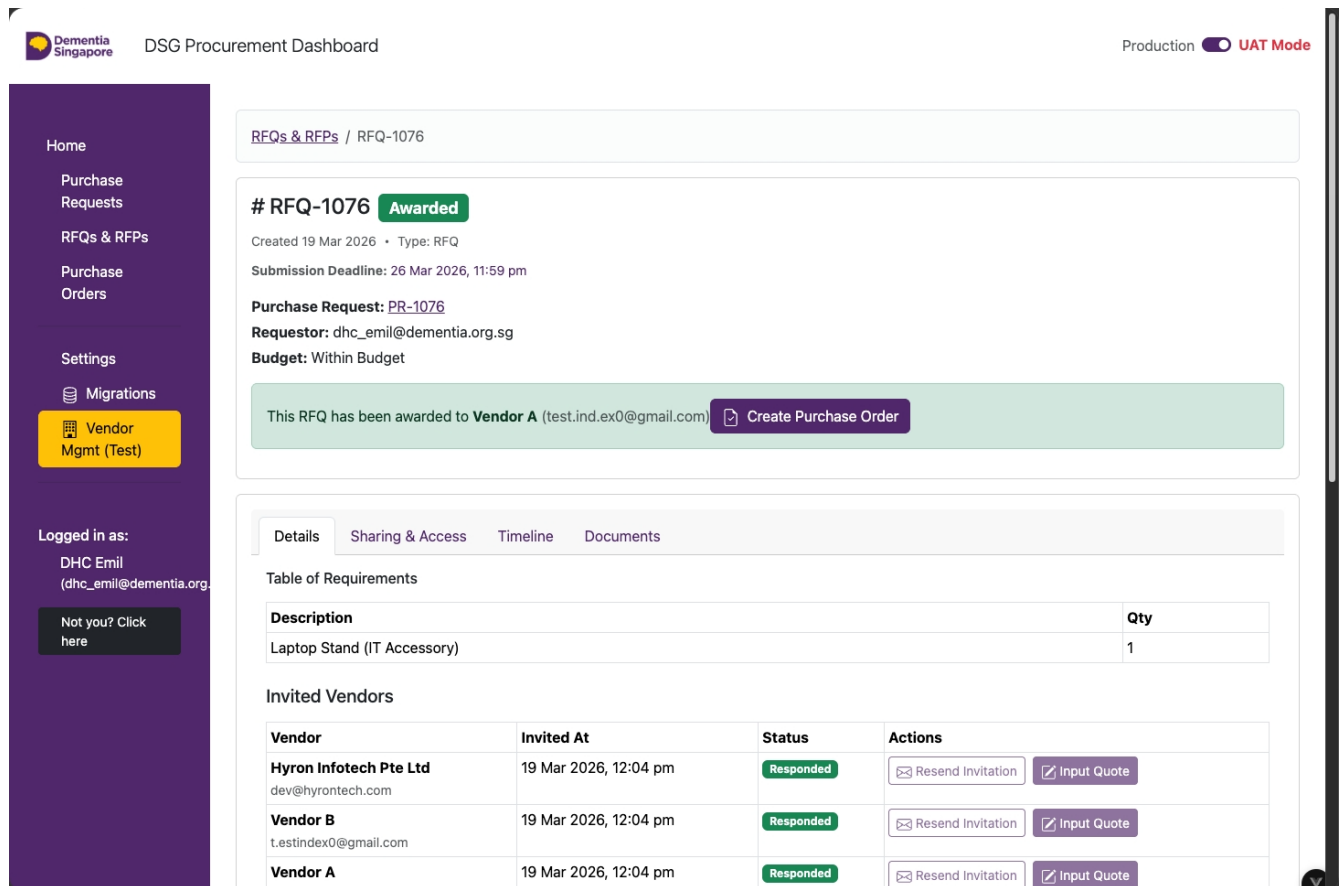 Dementia
Singapore
DSG Procurement Dashboard
Production
UAT Mode
Home
Purchase
Requests
RFQs & RFPs
Purchase
Orders
Settings
Migrations
Vendor
Mgmt (Test)
Logged in as:
DHC Emil
(dhc_emil@dementia.org.
Not you? Click
here
RFQs & RFPs / RFQ-1076
# RFQ-1076 Awarded
Created 19 Mar 2026 • Type: RFQ
Submission Deadline: 26 Mar 2026, 11:59 pm
Purchase Request: PR-1076
Requestor: dhc_emil@dementia.org.sg
Budget: Within Budget
This RFQ has been awarded to Vendor A (test.ind.ex0@gmail.com) Create Purchase Order
Details Sharing & Access Timeline Documents
Table of Requirements
Description Qty
Laptop Stand (IT Accessory) 1
Invited Vendors
Vendor Invited At Status Actions
Hyron Infotech Pte Ltd 19 Mar 2026, 12:04 pm Responded Resend Invitation Input Quote
dev@hyrontech.com
Vendor B 19 Mar 2026, 12:04 pm Responded Resend Invitation Input Quote
t.estindex0@gmail.com
Vendor A 19 Mar 2026, 12:04 pm Responded Resend Invitation Input Quote